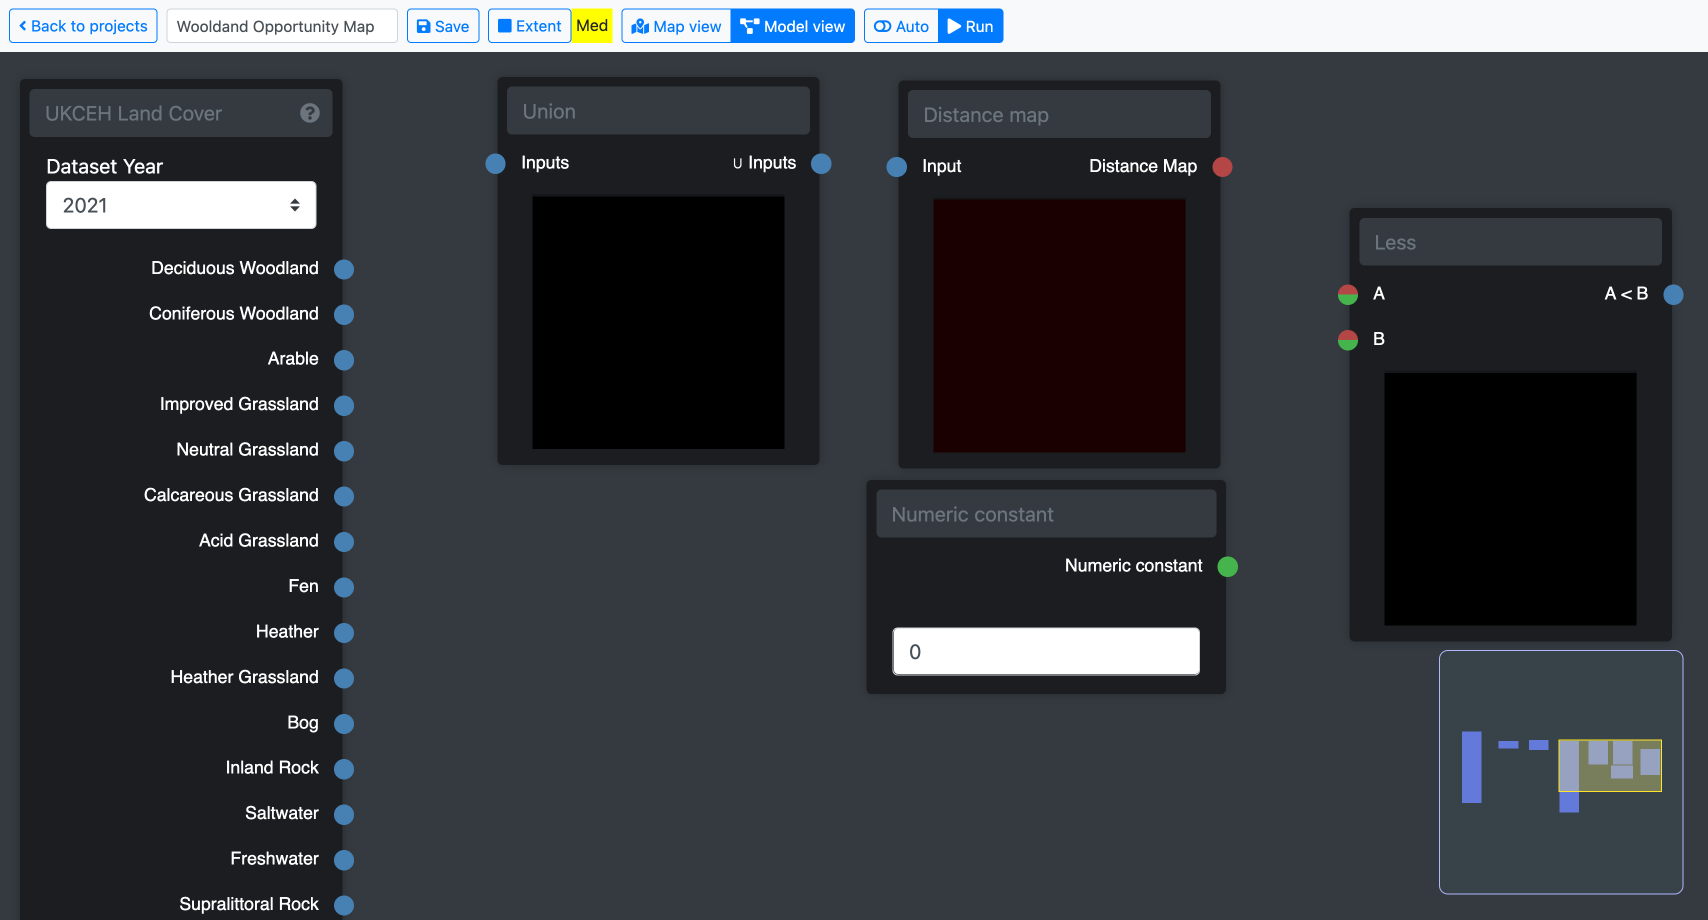 Back to projects
Wooldand Opportunity Map
Save
Extent
Med
Map view
Model view
Auto
Run
UKCEH Land Cover
?
Dataset Year
2021
Deciduous Woodland
Coniferous Woodland
Arable
Improved Grassland
Neutral Grassland
Calcareous Grassland
Acid Grassland
Fen
Heather
Heather Grassland
Bog
Inland Rock
Saltwater
Freshwater
Supralittoral Rock
Union
Inputs
∪ Inputs
Distance map
Input
Distance Map
Numeric constant
Numeric constant
0
Less
A
A < B
B